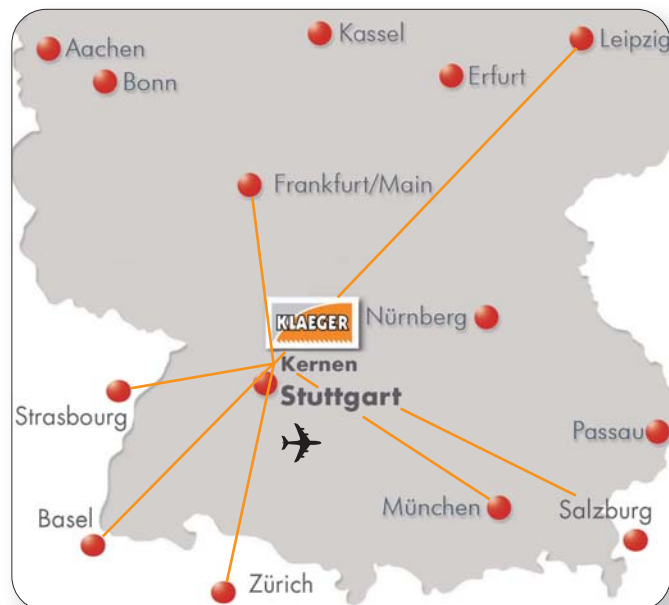 Kassel
Leipzig
Aachen
Bonn
Erfurt
Frankfurt/Main
KLAEGER
Nürnberg
Kernen
Stuttgart
Strasbourg
Passau
München
Salzburg
Basel
Zürich